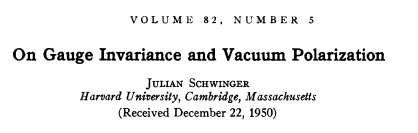 VOLUME 82, NUMBER 5
On Gauge Invariance and Vacuum Polarization
JULIAN SCHWINGER
Harvard University, Cambridge, Massachusetts
(Received December 22, 1950)